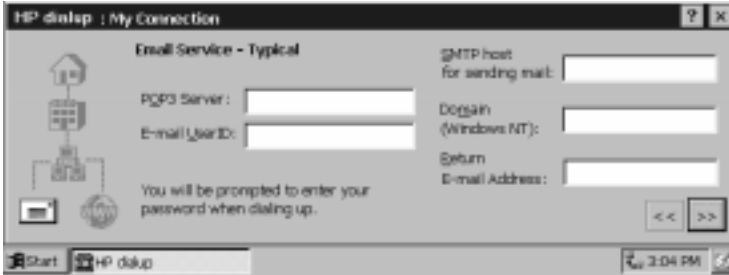 HP dialup : My Connection
? ×
Email Service - Typical
POP3 Server:
E-mail UserID:
You will be prompted to enter your
password when dialing up.
SMTP host
for sending mail:
Domain
(Windows NT):
Return
E-mail Address:
<< >>
Start HP dialup 3:04 PM